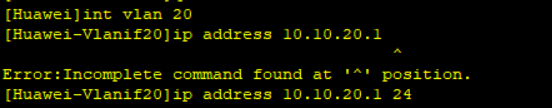 [Huawei]int vlan 20
[Huawei-Vlanif20]ip address 10.10.20.1
^
Error:Incomplete command found at '^' position.
[Huawei-Vlanif20]ip address 10.10.20.1 24